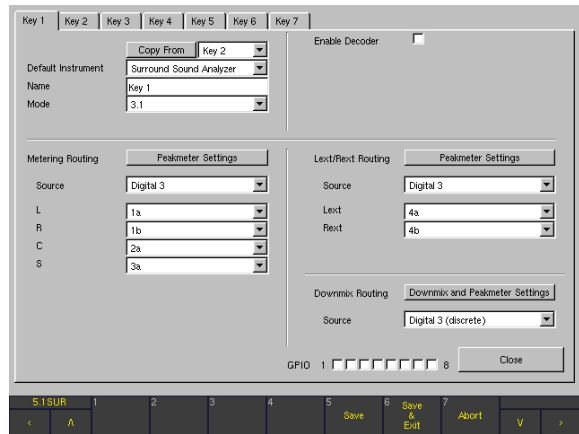 Key 1 Key 2 Key 3 Key 4 Key 5 Key 6 Key 7
Copy From Key 2
Enable Decoder
Default Instrument Surround Sound Analyzer
Name Key 1
Mode 3.1
Metering Routing Peakmeter Settings
Lext/Rext Routing Peakmeter Settings
Source Digital 3
Source Digital 3
L 1a
Lext 4a
R 1b
Rext 4b
C 2a
S 3a
Downmix Routing Downmix and Peakmeter Settings
Source Digital 3 (discrete)
GPIO 1 8
Close
5.1SUR 1 2 3 4 5 6 7
< Λ Save Save & Exit Abort V >